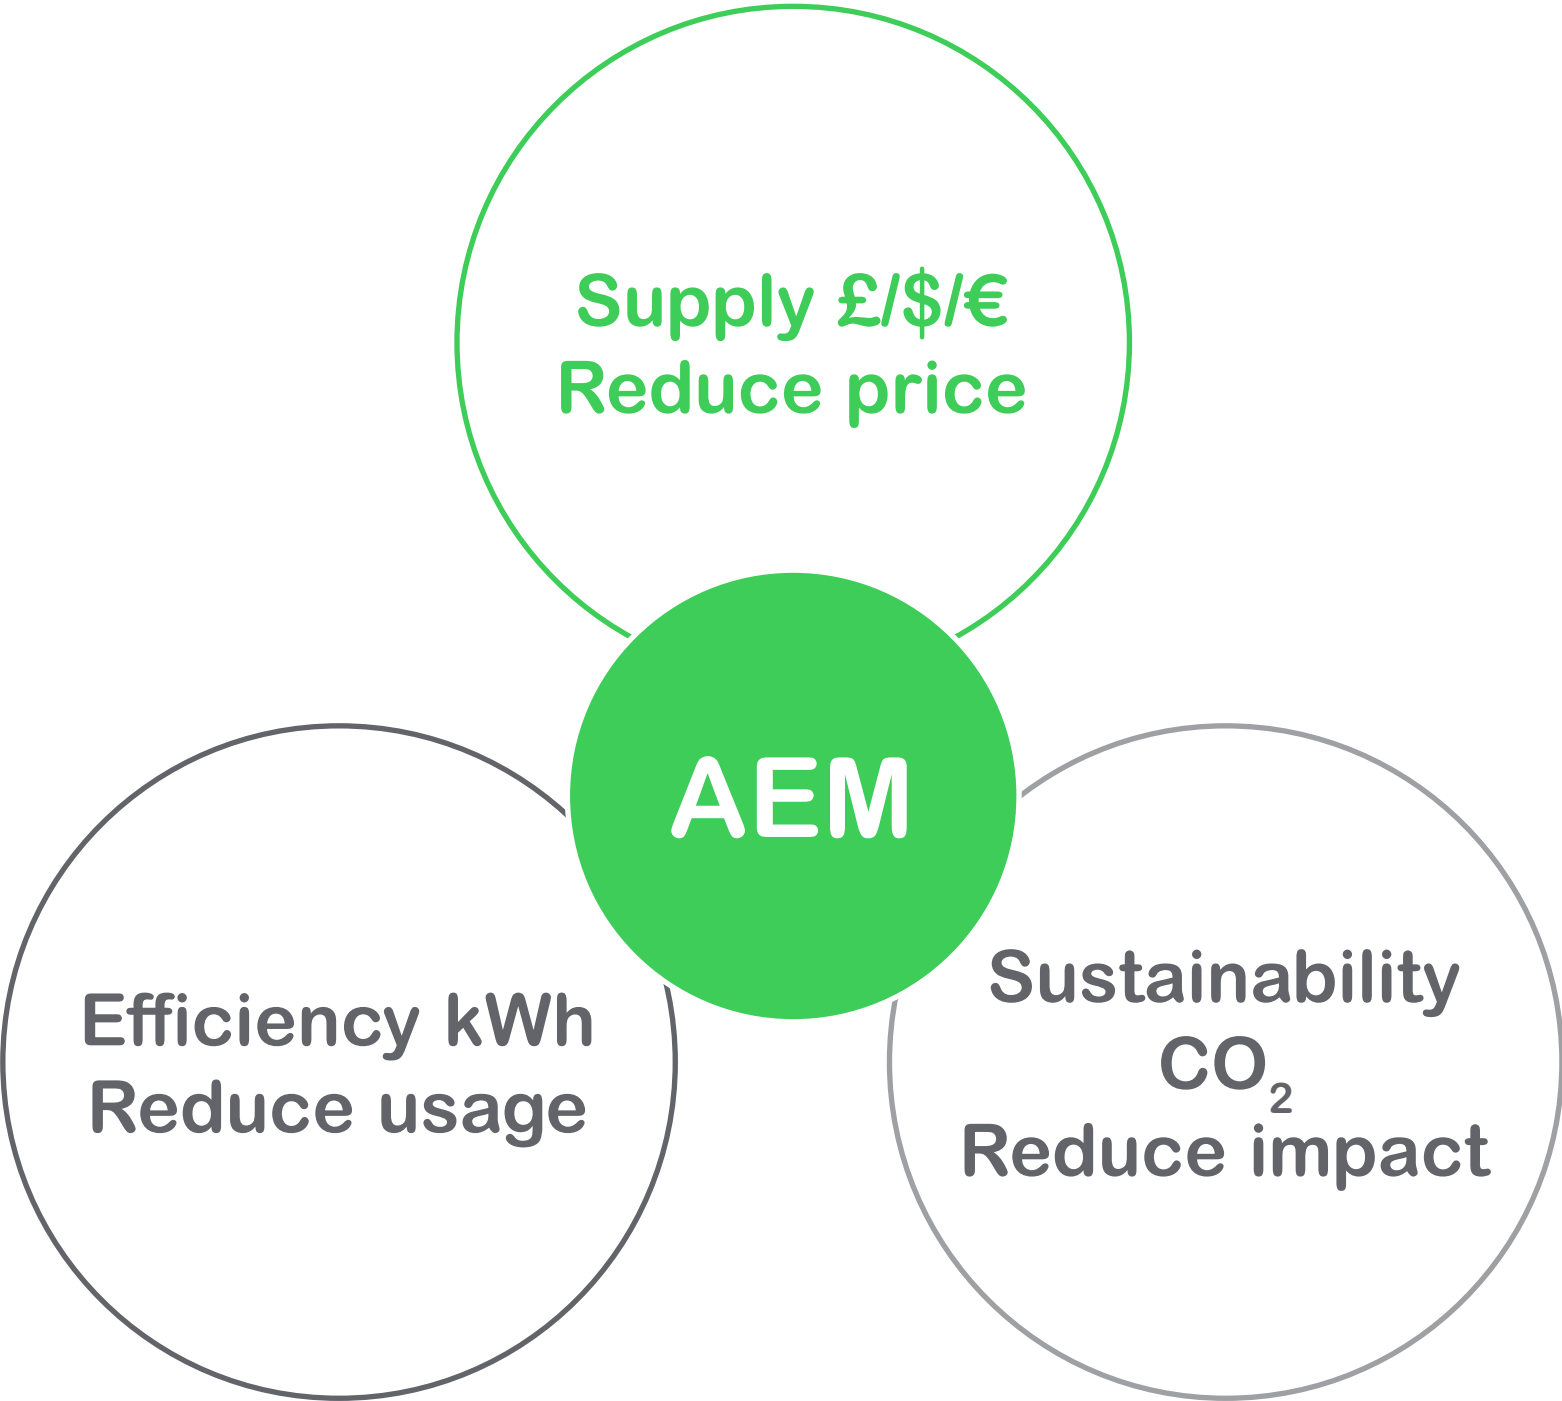 Supply £/$/€
Reduce price
AEM
Efficiency kWh
Reduce usage
Sustainability
CO₂
Reduce impact